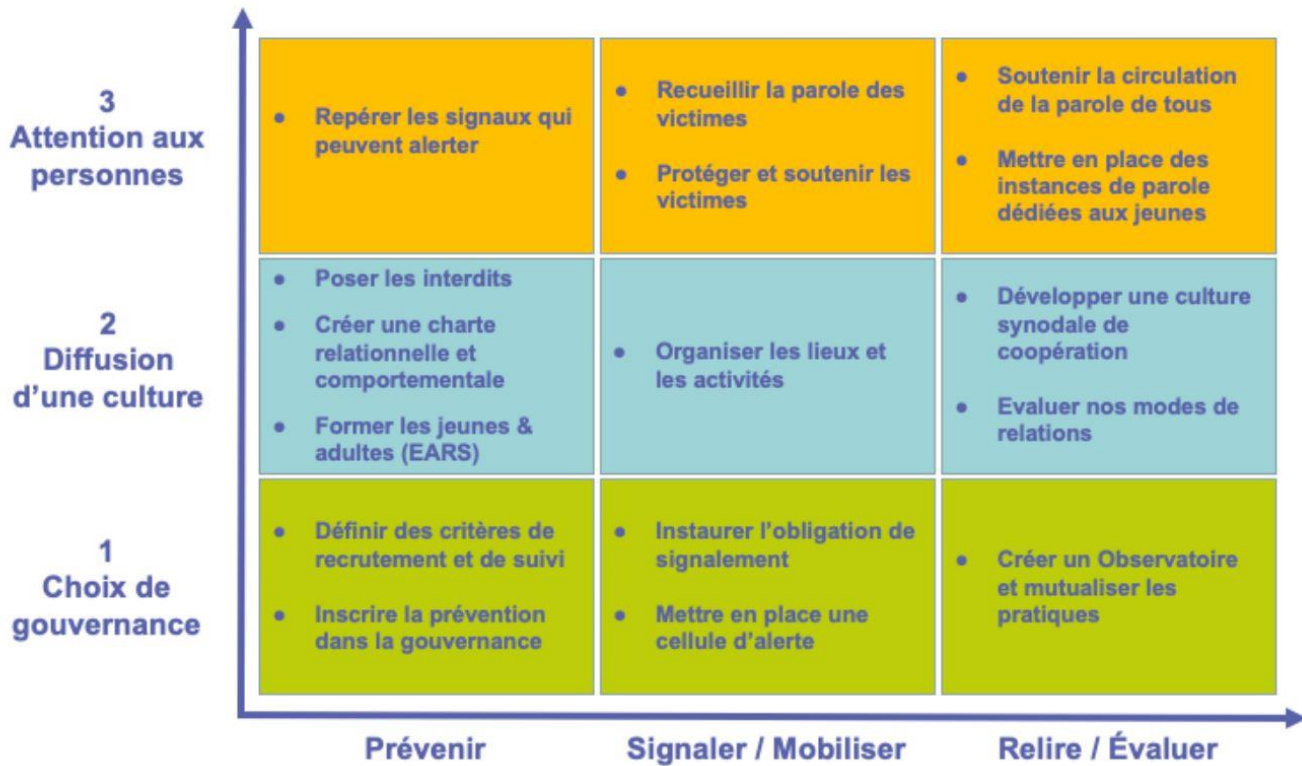 3
Attention aux
personnes
● Repérer les signaux qui
peuvent alerter
● Recueillir la parole des
victimes
● Protéger et soutenir les
victimes
● Soutenir la circulation
de la parole de tous
● Mettre en place des
instances de parole
dédiées aux jeunes
2
Diffusion
d'une culture
● Poser les interdits
● Créer une charte
relationnelle et
comportementale
● Former les jeunes &
adultes (EARS)
● Organiser les lieux et
les activités
● Développer une culture
synodale de
coopération
● Evaluer nos modes de
relations
1
Choix de
gouvernance
● Définir des critères de
recrutement et de suivi
● Inscrire la prévention
dans la gouvernance
● Instaurer l'obligation de
signalement
● Mettre en place une
cellule d'alerte
● Créer un Observatoire
et mutualiser les
pratiques
Prévenir
Signaler / Mobiliser
Relire / Évaluer